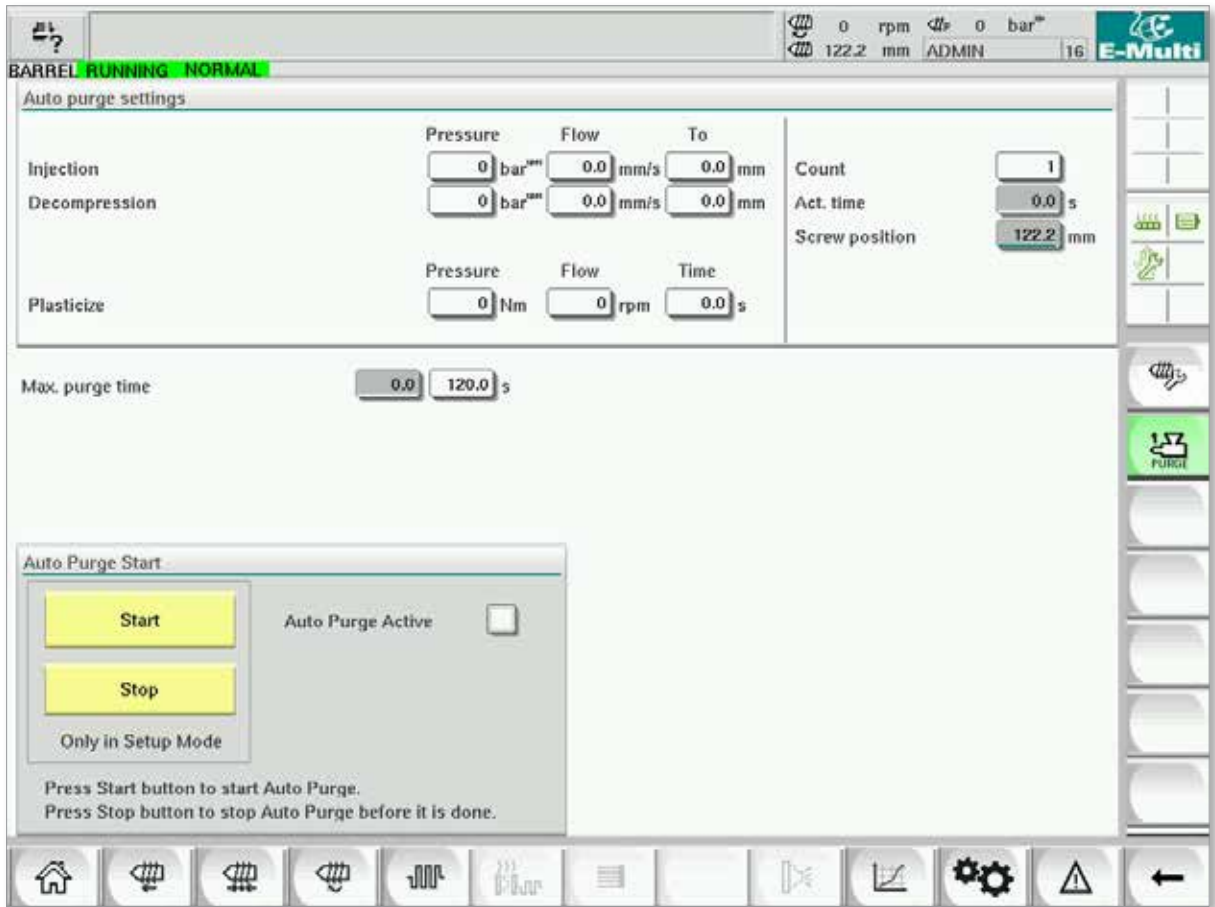 0 rpm 0 bar
122.2 mm ADMIN 16 E-Multi
BARREL RUNNING NORMAL
Auto purge settings
Pressure Flow To
Injection 0 bar 0.0 mm/s 0.0 mm Count 1
Decompression 0 bar 0.0 mm/s 0.0 mm Act. time 0.0 s
Screw position 122.2 mm
Pressure Flow Time
Plasticize 0 Nm 0 rpm 0.0 s
Max. purge time 0.0 120.0 s
PURGE
Auto Purge Start
Start Auto Purge Active
Stop
Only in Setup Mode
Press Start button to start Auto Purge.
Press Stop button to stop Auto Purge before it is done.